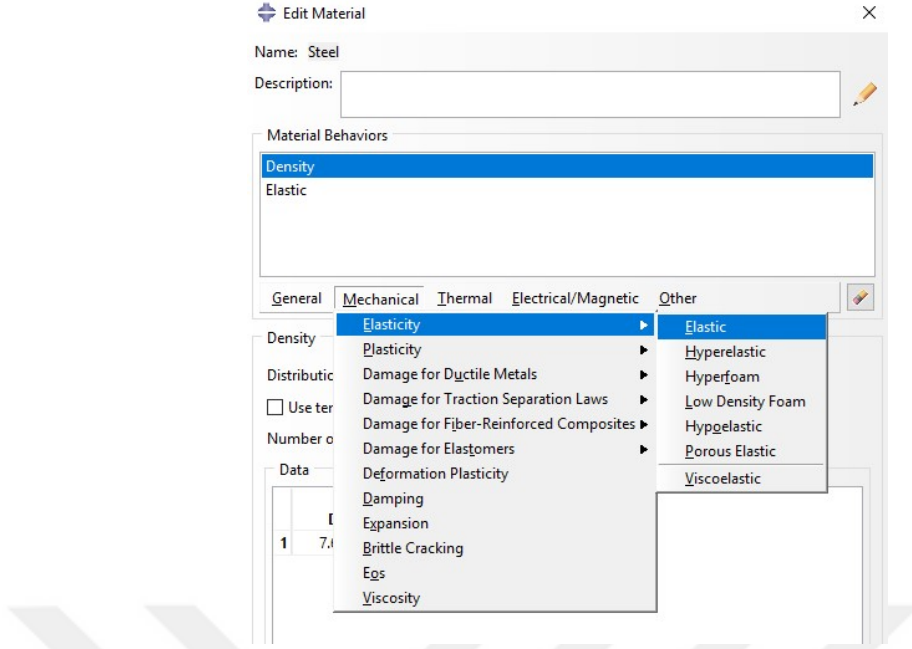 Edit Material
Name: Steel
Description:
Material Behaviors
Density
Elastic
General Mechanical Thermal Electrical/Magnetic Other
Elasticity
Plasticity
Damage for Ductile Metals
Damage for Traction Separation Laws
Damage for Fiber-Reinforced Composites
Damage for Elastomers
Deformation Plasticity
Damping
Expansion
Brittle Cracking
Eos
Viscosity
Elastic
Hyperelastic
Hyperfoam
Low Density Foam
Hypoelastic
Porous Elastic
Viscoelastic
Density
Use
Number
Data
1